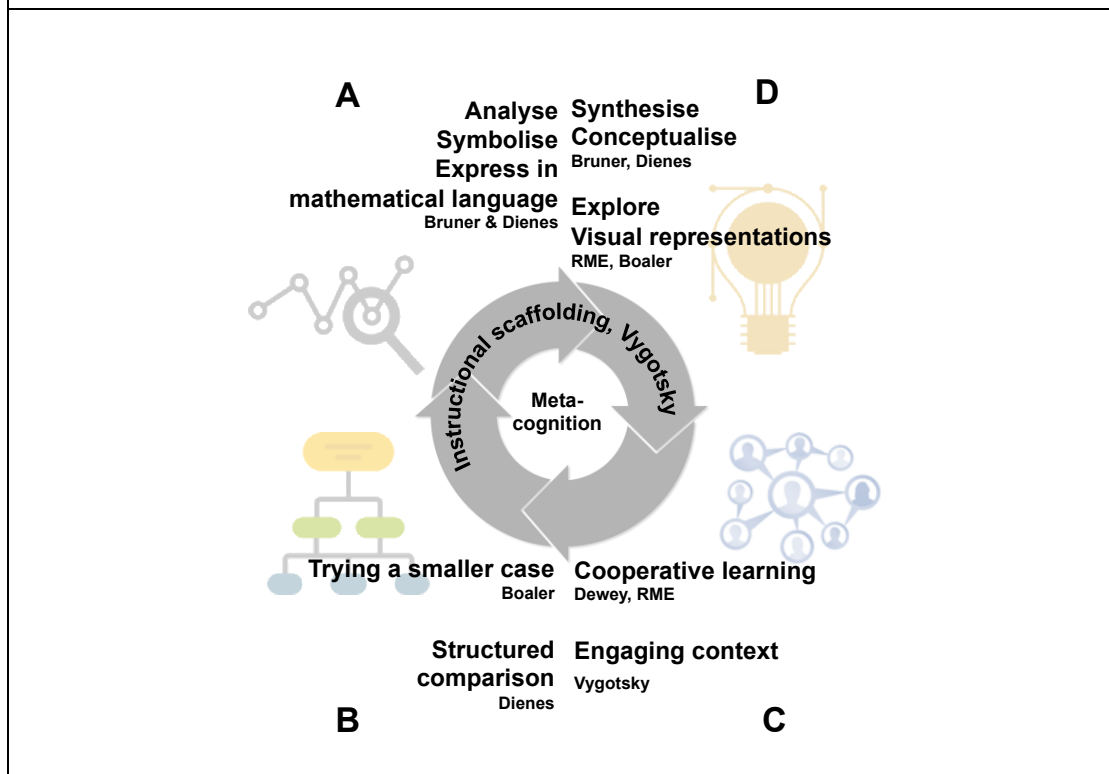 A
Analyse
Symbolise
Express in
mathematical language
Bruner & Dienes
D
Synthesise
Conceptualise
Bruner, Dienes
Explore
Visual representations
RME, Boaler
Instructional scaffolding, Vygotsky
Meta-
cognition
Trying a smaller case
Boaler
Structured
comparison
Dienes
B
Cooperative learning
Dewey, RME
Engaging context
Vygotsky
C